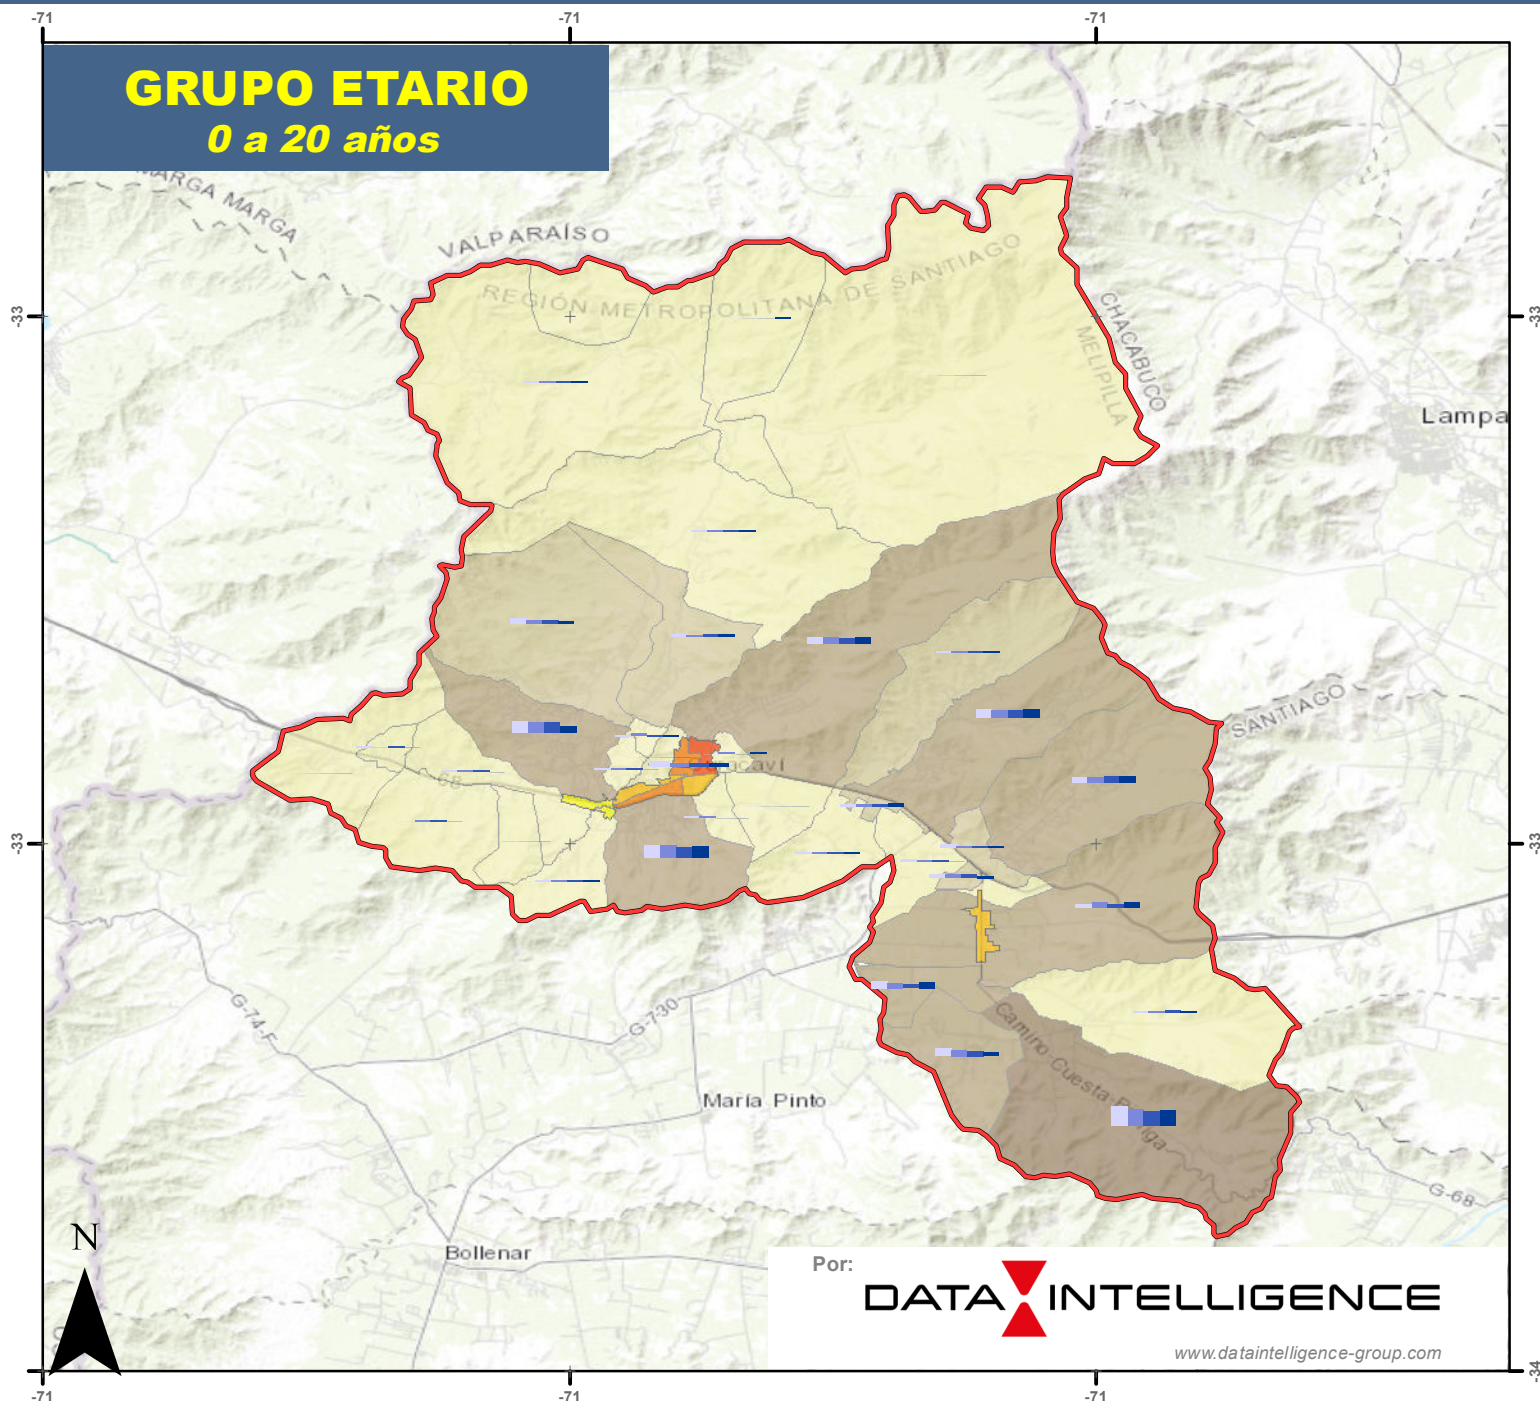 -71
-71
-71
GRUPO ETARIO
0 a 20 años
MARGA MARGA
VALPARAÍSO
REGIÓN METROPOLITANA DE SANTIAGO
CHACABUCO
MELIPILLA
-33
-33
Lampa
SANTIAGO
68
-33
-33
G-74-F
G-730
Camino Cuesta
María Pinto
G-68
N
Bollenar
Por:
DATA INTELLIGENCE
www.dataintelligence-group.com
-34
-71
-71
-71